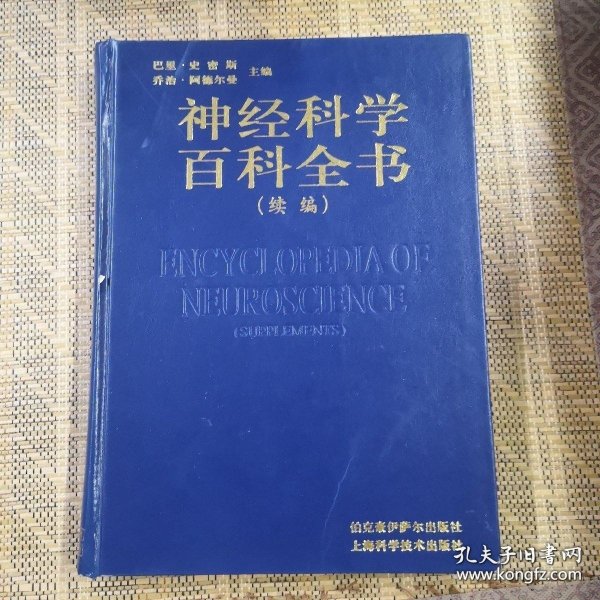 巴里·史密斯
乔治·阿德尔曼 主编
神经科学
百科全书
(续编)
ENCYCLOPEDIA OF
NEUROSCIENCE
(SUPPLEMENTS)
伯克豪伊萨尔出版社
上海科学技术出版社
孔夫子旧书网
www.kongfz.com